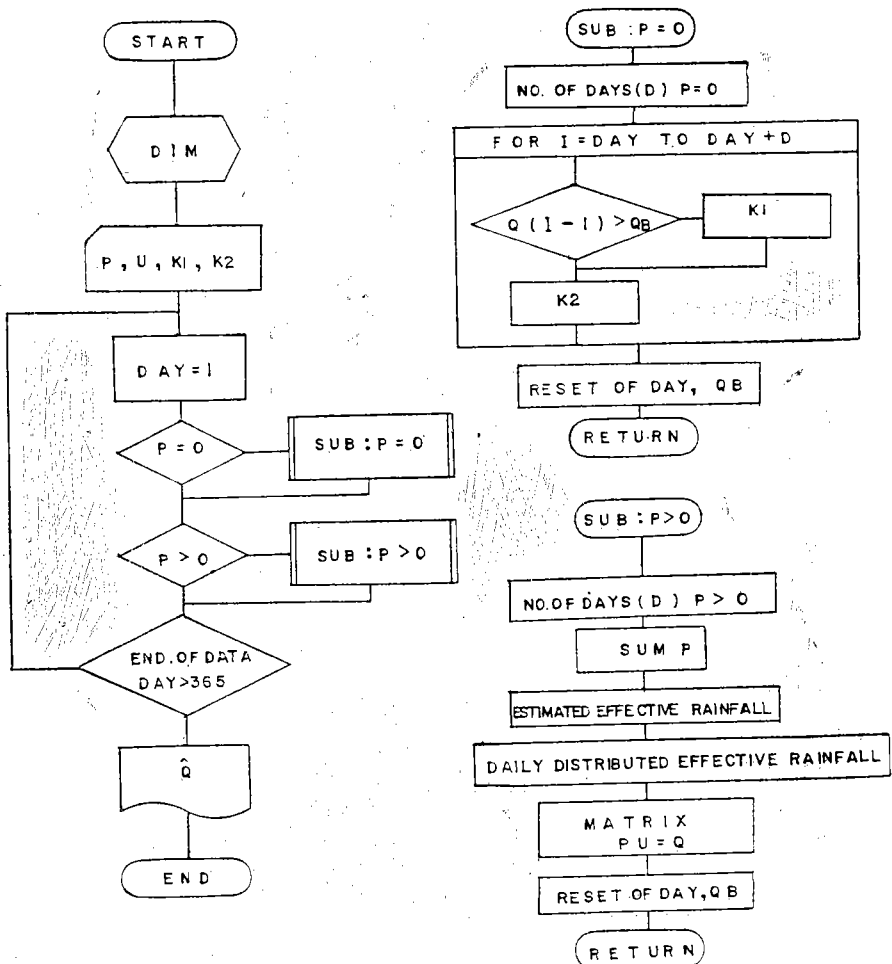 START
DIM
P, U, K1, K2
DAY=1
P=0
SUB:P=0
P>0
SUB:P>0
END.OF DATA
DAY>365
Q̂
END
SUB:P=0
NO. OF DAYS(D) P=0
FOR I=DAY TO DAY+D
Q(I-1)>QB
K1
K2
RESET OF DAY, QB
RETURN
SUB:P>0
NO.OF DAYS(D) P>0
SUM P
ESTIMATED EFFECTIVE RAINFALL
DAILY DISTRIBUTED EFFECTIVE RAINFALL
MATRIX
PU=Q
RESET OF DAY,QB
RETURN